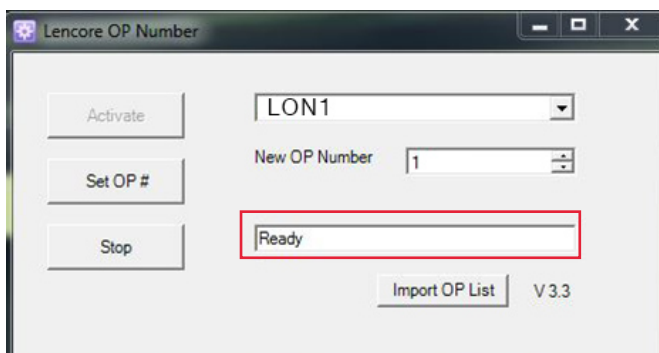 Lencore OP Number
Activate
LON1
New OP Number 1
Set OP #
Ready
Stop
Import OP List V 3.3